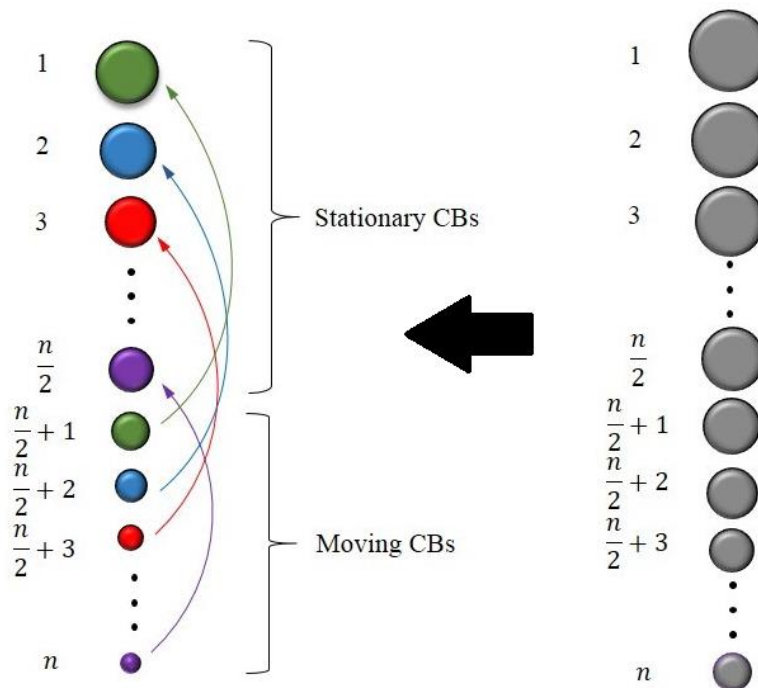 1
2
3
n/2
n/2 + 1
n/2 + 2
n/2 + 3
n
Stationary CBs
Moving CBs
1
2
3
n/2
n/2 + 1
n/2 + 2
n/2 + 3
n